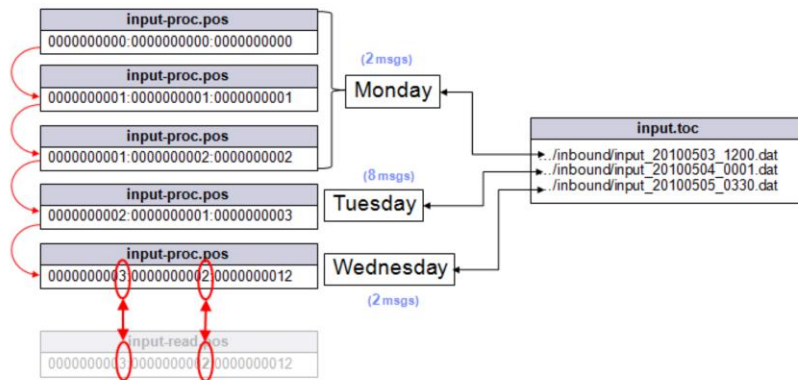 input-proc.pos
0000000000:0000000000:0000000000
input-proc.pos
0000000001:0000000001:0000000001
input-proc.pos
0000000001:0000000002:0000000002
input-proc.pos
0000000002:0000000001:0000000003
input-proc.pos
0000000003:0000000002:0000000012
input-read.pos
0000000003:0000000002:0000000012
(2 msgs)
Monday
(8 msgs)
Tuesday
Wednesday
(2 msgs)
input.toc
.../inbound/input_20100503_1200.dat
.../inbound/input_20100504_0001.dat
.../inbound/input_20100505_0330.dat